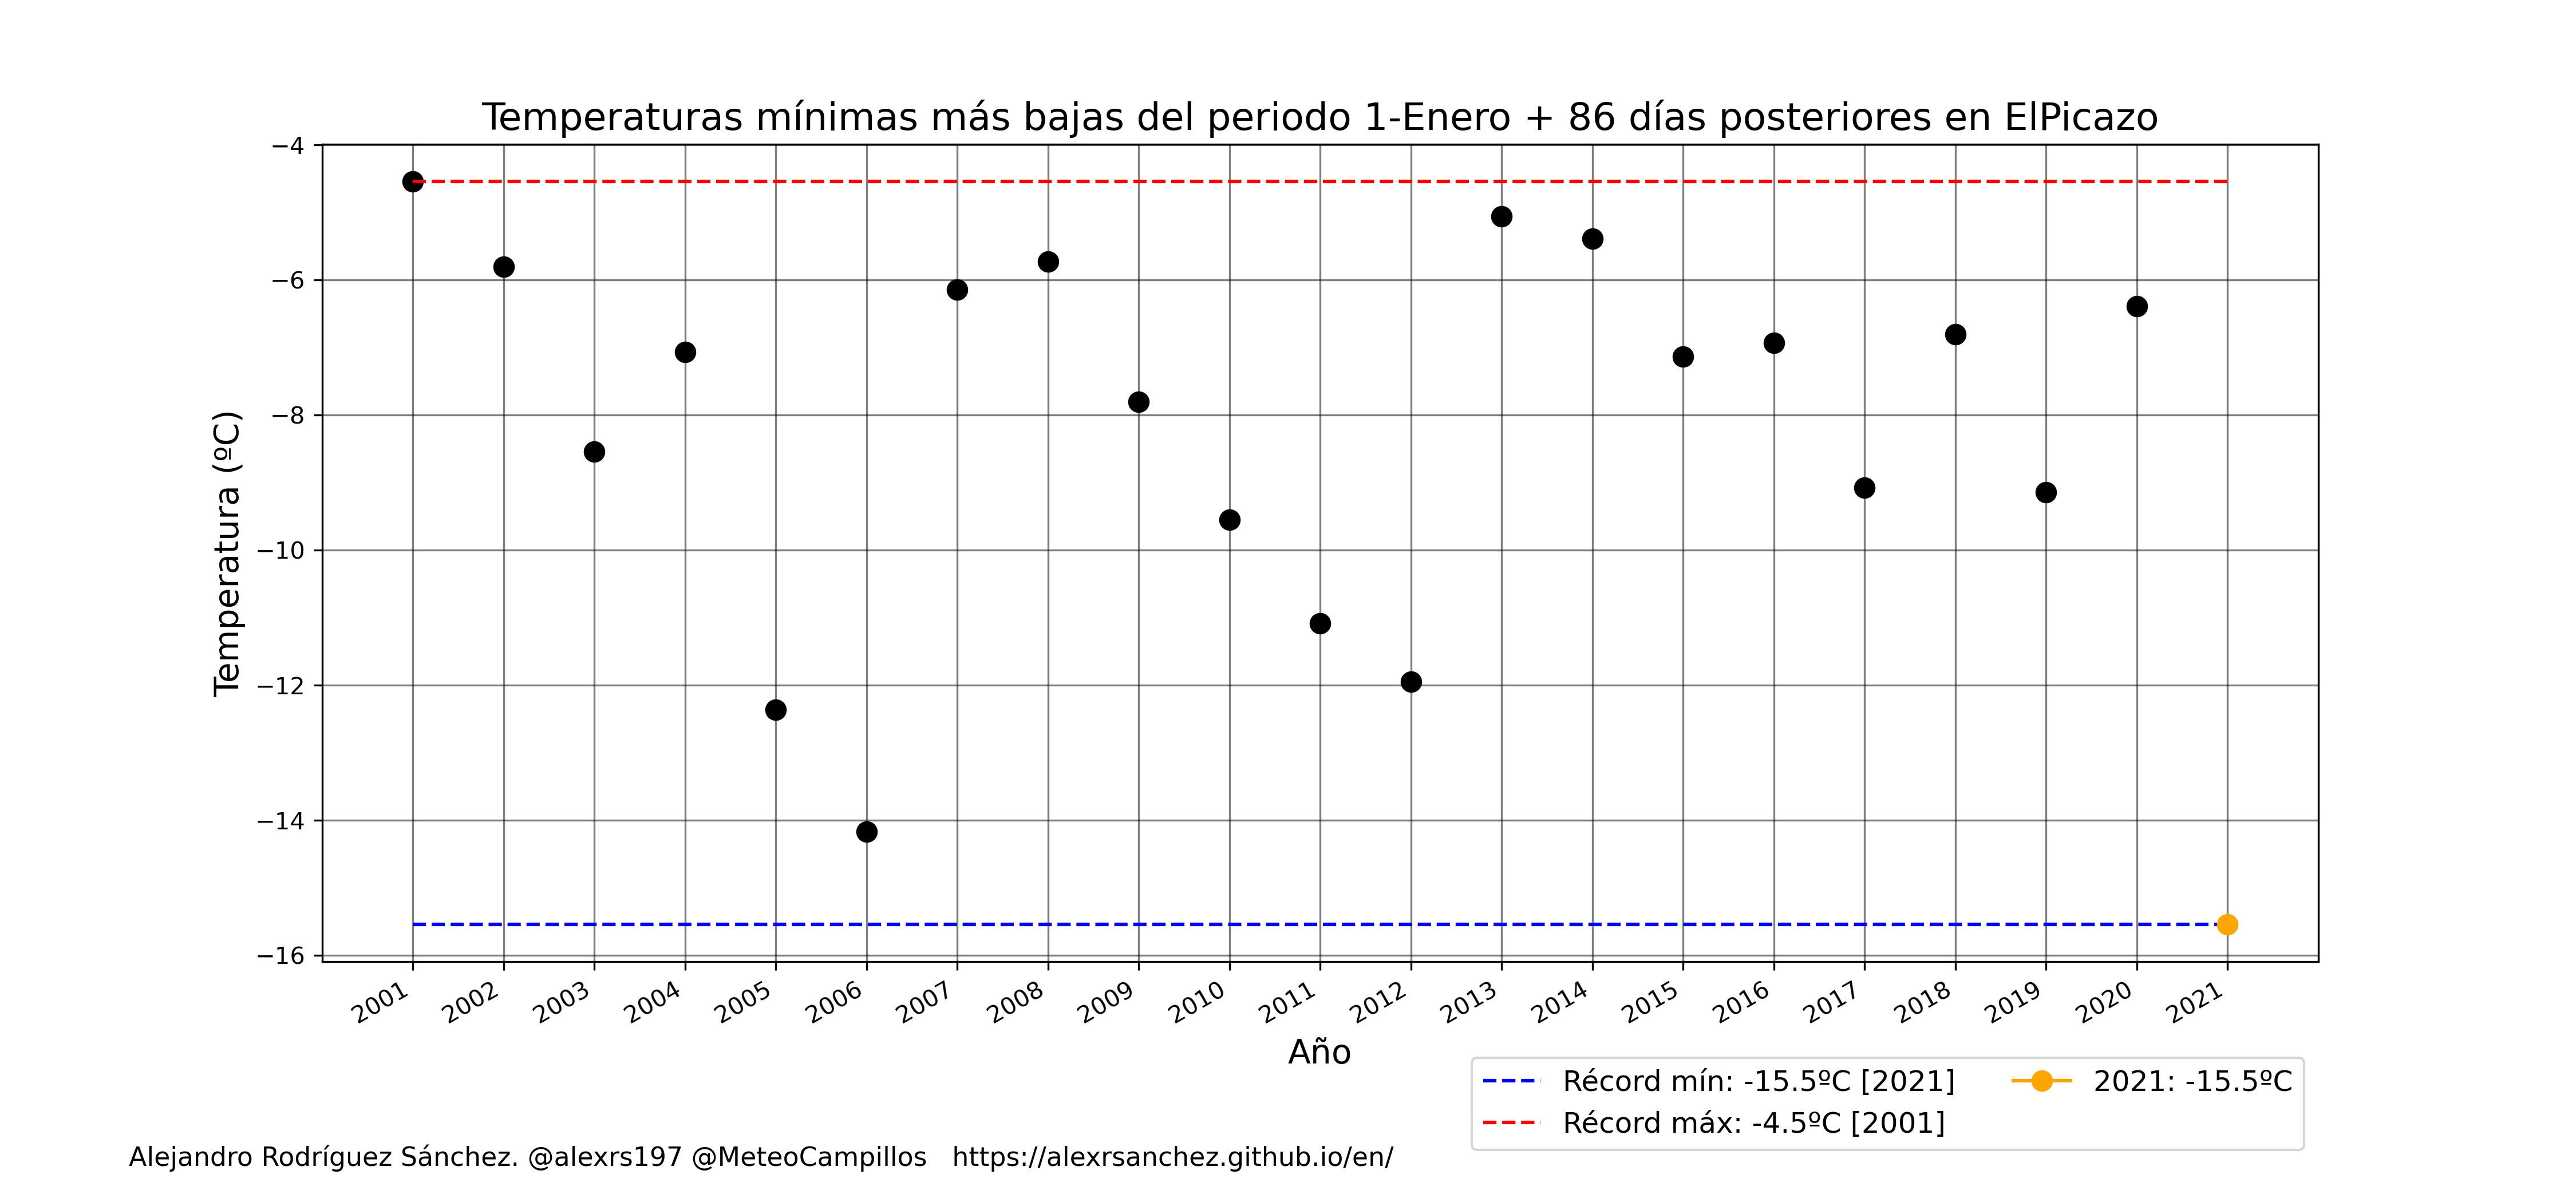 Temperaturas mínimas más bajas del periodo 1-Enero + 86 días posteriores en ElPicazo
Temperatura (ºC)
−4
−6
−8
−10
−12
−14
−16
2001 2002 2003 2004 2005 2006 2007 2008 2009 2010 2011 2012 2013 2014 2015 2016 2017 2018 2019 2020 2021
Año
Récord mín: -15.5ºC [2021]
Récord máx: -4.5ºC [2001]
2021: -15.5ºC
Alejandro Rodríguez Sánchez. @alexrs197 @MeteoCampillos https://alexrsanchez.github.io/en/